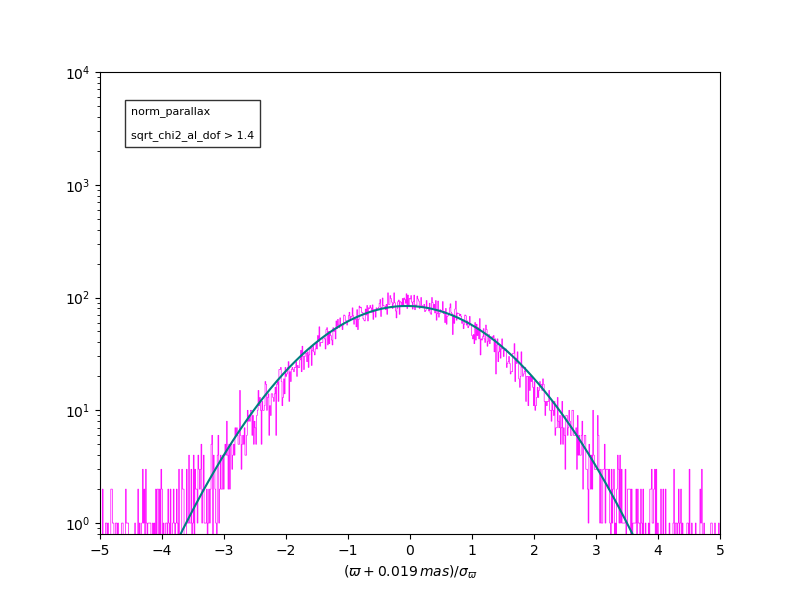 10⁴
norm_parallax
sqrt_chi2_al_dof > 1.4
10³
10²
10¹
10⁰
−5 −4 −3 −2 −1 0 1 2 3 4 5
(ϖ + 0.019 mas)/σ_ϖ